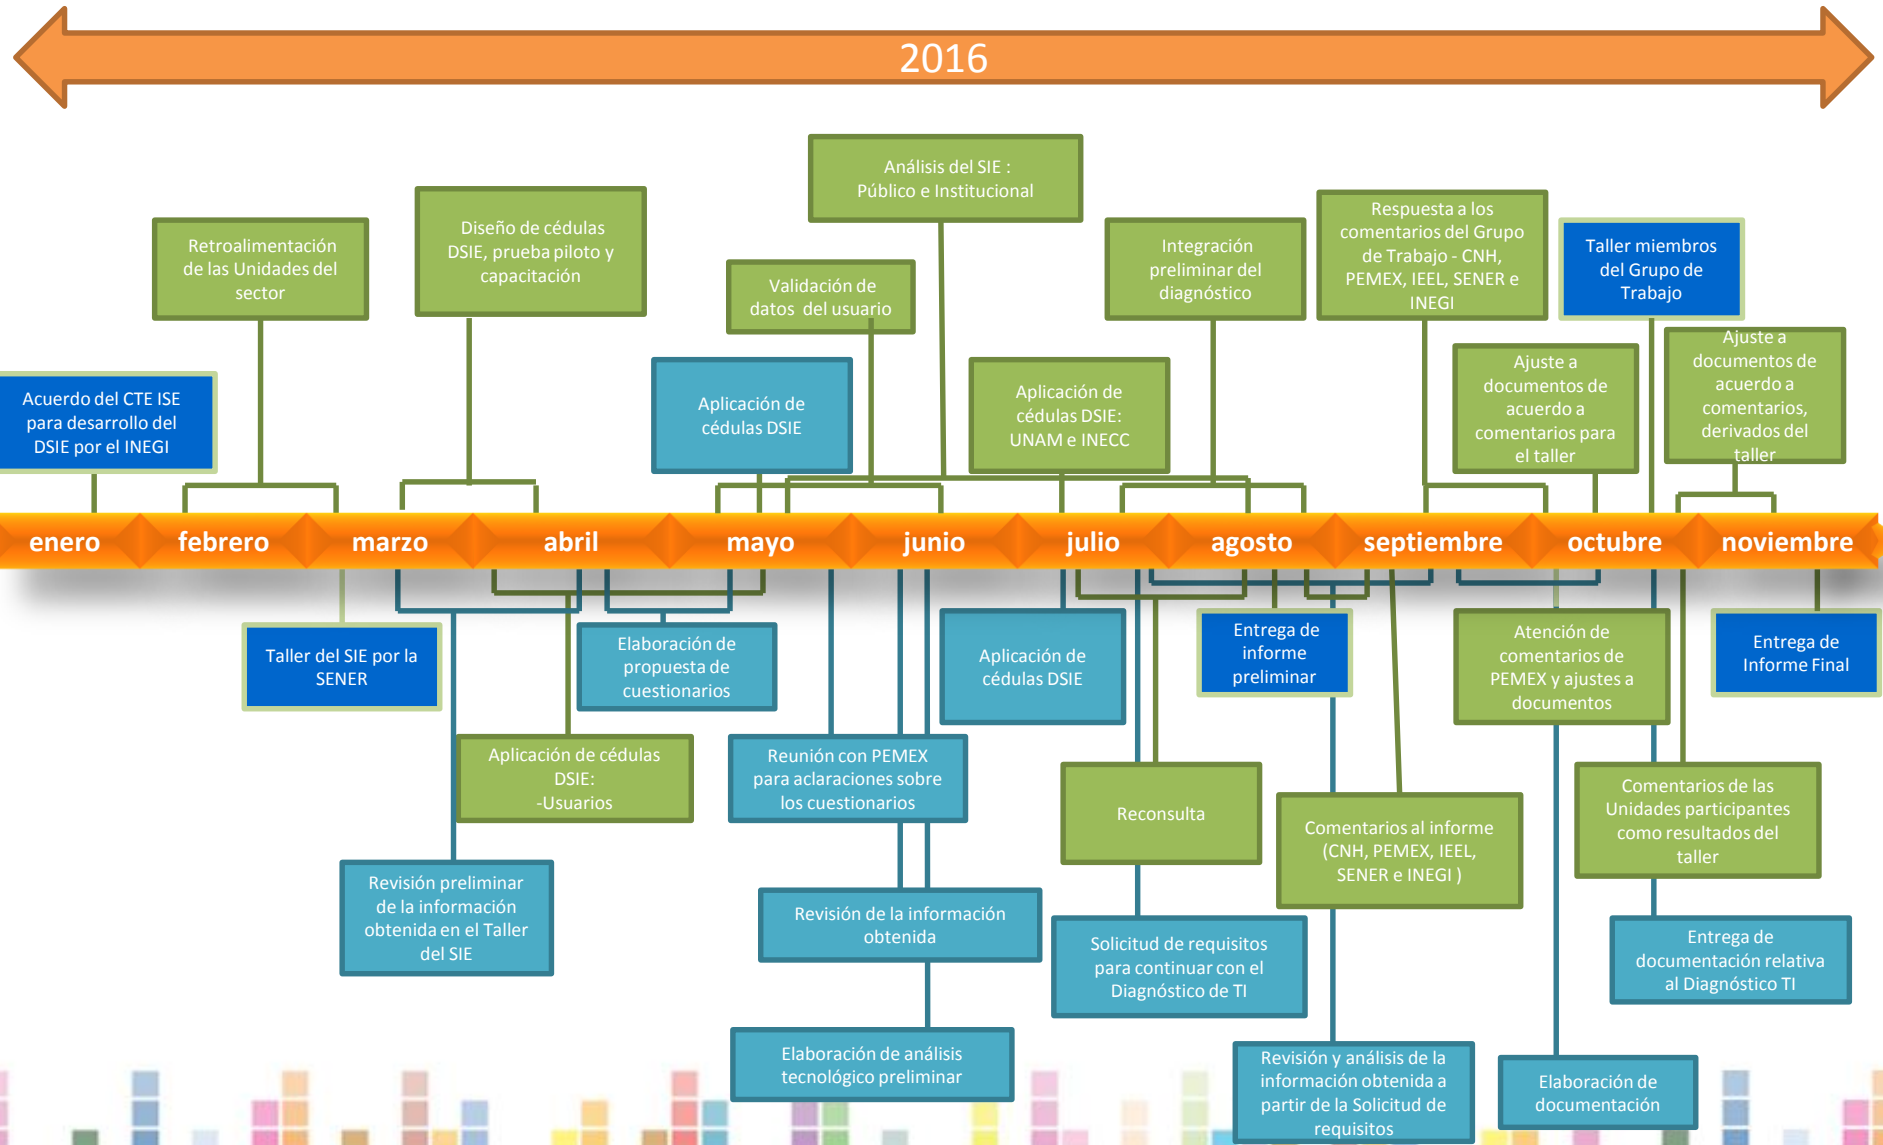 2016
Análisis del SIE :
Público e Institucional
Diseño de cédulas
DSIE, prueba piloto y
capacitación
Retroalimentación
de las Unidades del
sector
Validación de
datos  del usuario
Integración
preliminar del
diagnóstico
Respuesta a los
comentarios del Grupo
de Trabajo - CNH,
PEMEX, IEEL, SENER e
INEGI
Taller miembros
del Grupo de
Trabajo
Acuerdo del CTE ISE
para desarrollo del
DSIE por el INEGI
Aplicación de
cédulas DSIE
Aplicación de
cédulas DSIE:
UNAM e INECC
Ajuste a
documentos de
acuerdo a
comentarios para
el taller
Ajuste a
documentos de
acuerdo a
comentarios,
derivados del
taller
enero febrero marzo abril mayo junio julio agosto septiembre octubre noviembre
Taller del SIE por la
SENER
Elaboración de
propuesta de
cuestionarios
Aplicación de
cédulas DSIE
Entrega de
informe
preliminar
Atención de
comentarios de
PEMEX y ajustes a
documentos
Entrega de
Informe Final
Aplicación de cédulas
DSIE:
-Usuarios
Reunión con PEMEX
para aclaraciones sobre
los cuestionarios
Reconsulta
Comentarios al informe
(CNH, PEMEX, IEEL,
SENER e INEGI )
Comentarios de las
Unidades participantes
como resultados del
taller
Revisión preliminar
de la información
obtenida en el Taller
del SIE
Revisión de la información
obtenida
Solicitud de requisitos
para continuar con el
Diagnóstico de TI
Entrega de
documentación relativa
al Diagnóstico TI
Elaboración de análisis
tecnológico preliminar
Revisión y análisis de la
información obtenida a
partir de la Solicitud de
requisitos
Elaboración de
documentación